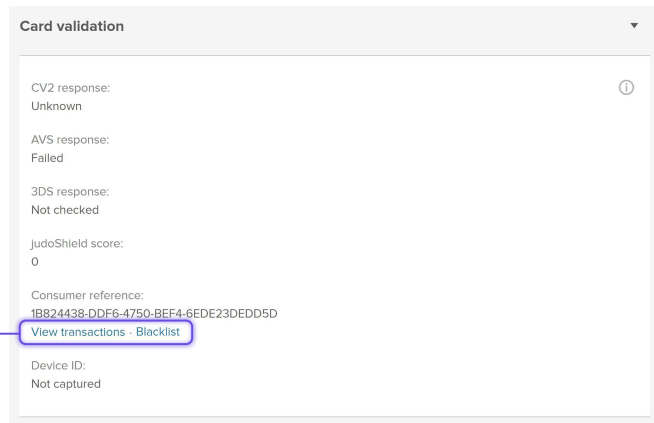 Card validation
CV2 response:
Unknown
AVS response:
Failed
3DS response:
Not checked
judoShield score:
0
Consumer reference:
1B824438-DDF6-4750-BEF4-6EDE23DEDD5D
View transactions · Blacklist
Device ID:
Not captured